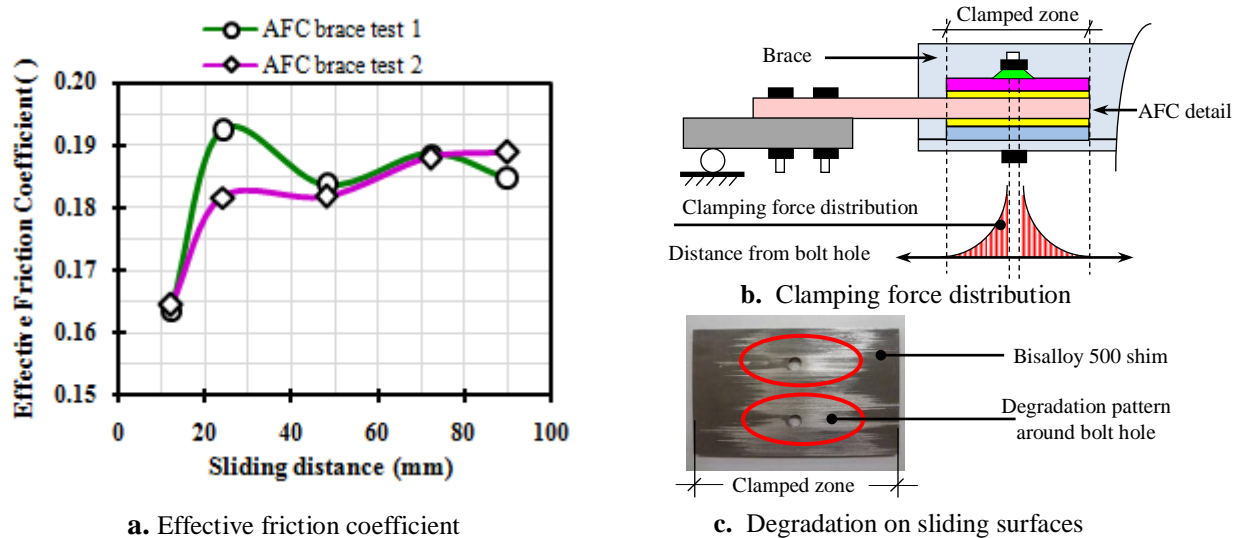 AFC brace test 1
AFC brace test 2
Effective Friction Coefficient ( )
0.20
0.19
0.18
0.17
0.16
0.15
0 20 40 60 80 100
Sliding distance (mm)
a. Effective friction coefficient
Clamped zone
Brace
AFC detail
Clamping force distribution
Distance from bolt hole
b. Clamping force distribution
Bisalloy 500 shim
Degradation pattern
around bolt hole
Clamped zone
c. Degradation on sliding surfaces